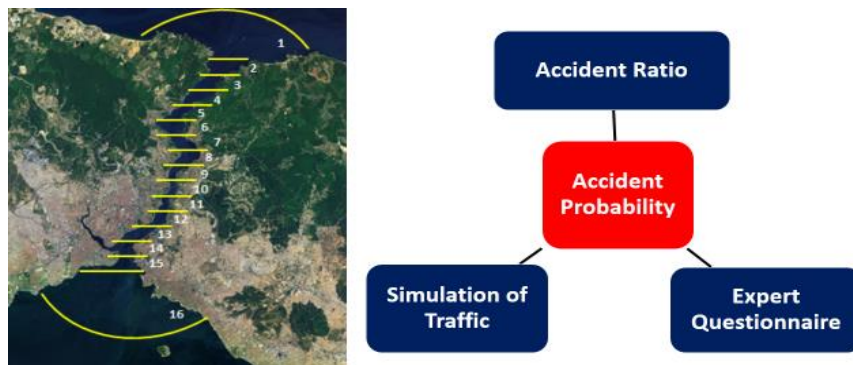 1
2
3
4
5
6
7
8
9
10
11
12
13
14
15
16
Accident Ratio
Accident
Probability
Simulation of
Traffic
Expert
Questionnaire